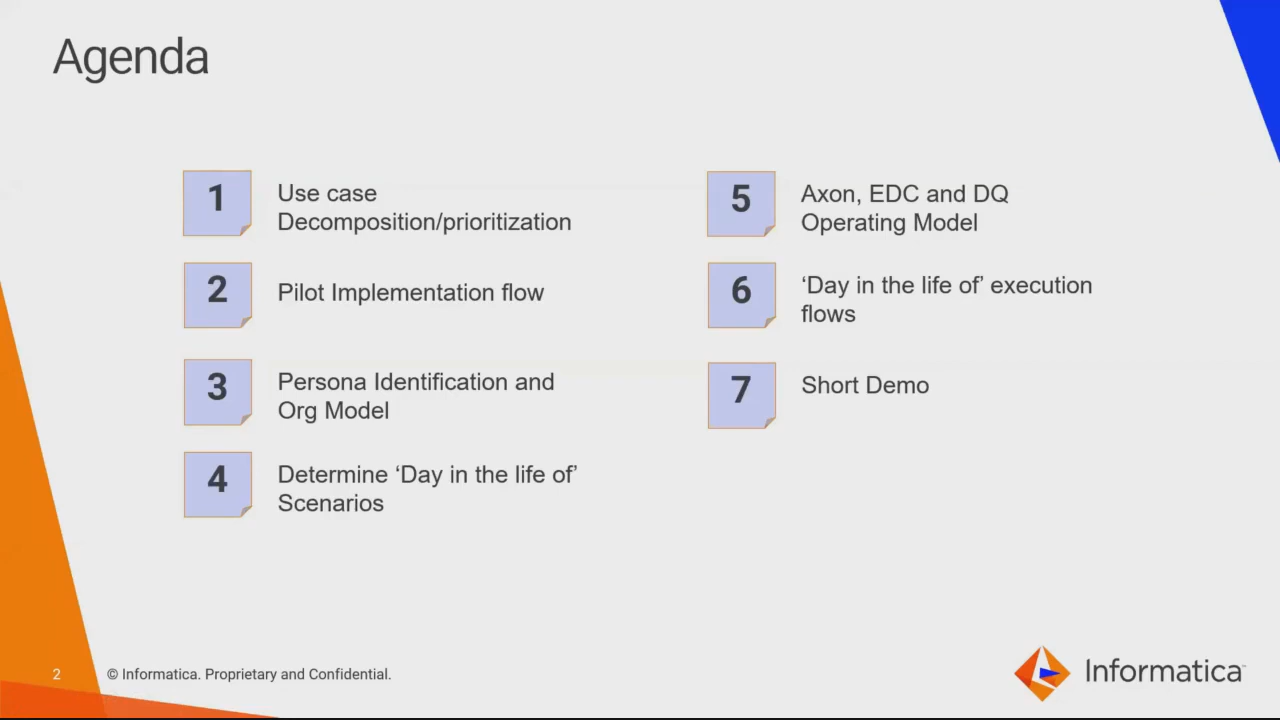 Agenda
1
Use case
Decomposition/prioritization
2
Pilot Implementation flow
3
Persona Identification and
Org Model
4
Determine ‘Day in the life of’
Scenarios
5
Axon, EDC and DQ
Operating Model
6
‘Day in the life of’ execution
flows
7
Short Demo
2
© Informatica. Proprietary and Confidential.
Informatica